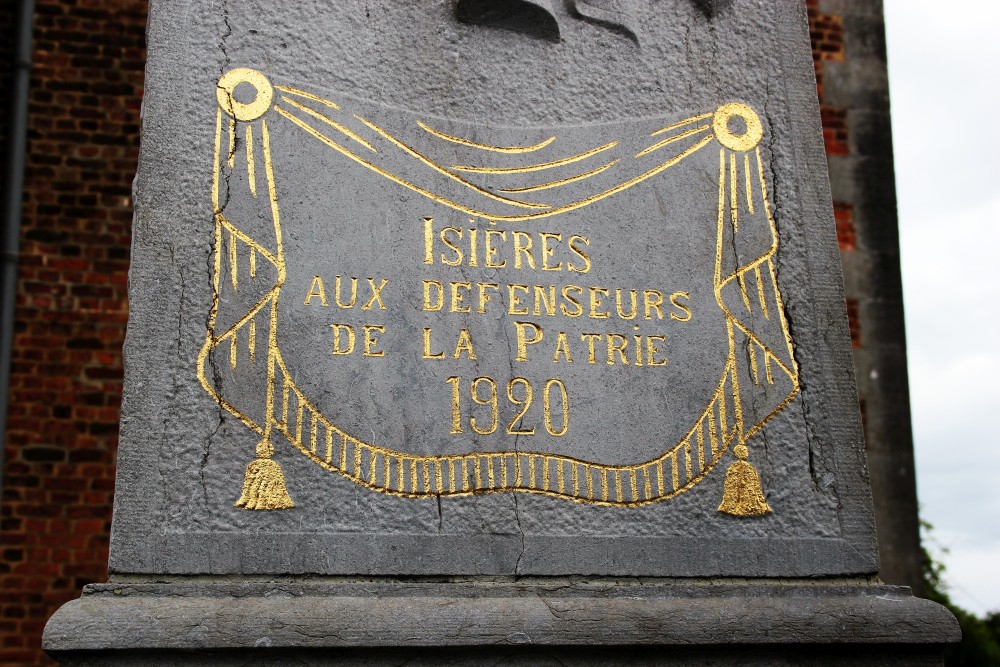 ISIÈRES
AUX DEFENSEURS
DE LA PATRIE
1920